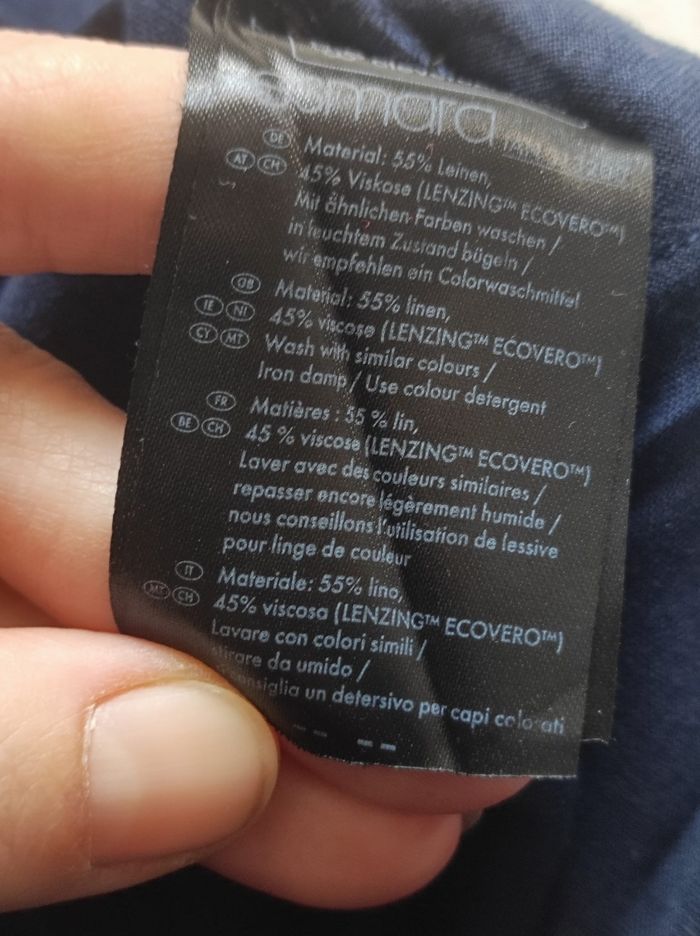 esmara
DE Material: 55% Leinen,
AT CH 45% Viskose (LENZING™ ECOVERO™)
Mit ähnlichen Farben waschen /
in feuchtem Zustand bügeln /
wir empfehlen ein Colorwaschmittel
GB Material: 55% linen,
IE NI 45% viscose (LENZING™ ECOVERO™)
CY MT Wash with similar colours /
Iron damp / Use colour detergent
FR Matières : 55 % lin,
BE CH 45 % viscose (LENZING™ ECOVERO™)
Laver avec des couleurs similaires /
repasser encore légèrement humide /
nous conseillons l'utilisation de lessive
pour linge de couleur
IT Materiale: 55% lino,
MT CH 45% viscosa (LENZING™ ECOVERO™)
Lavare con colori simili /
stirare da umido /
consiglia un detersivo per capi colorati